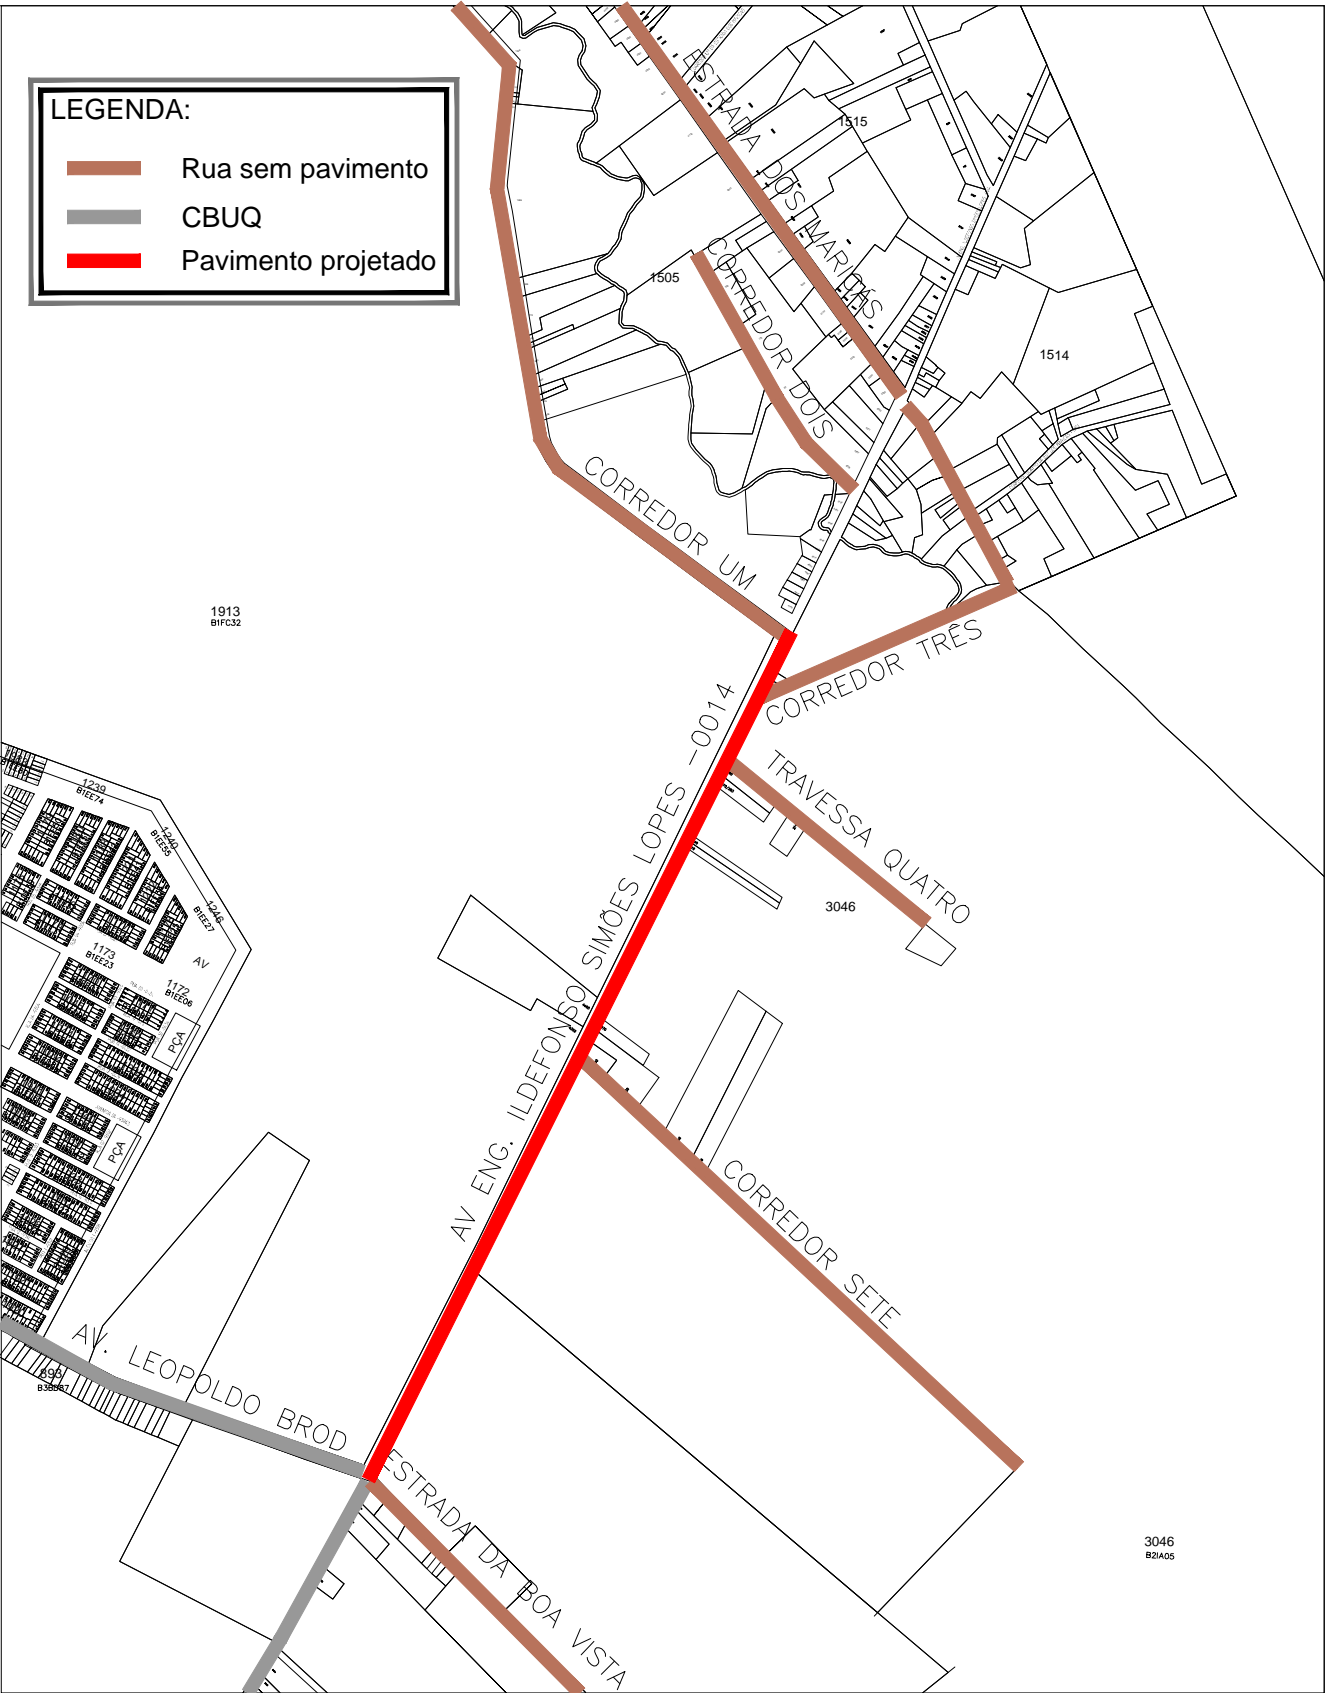 LEGENDA:
Rua sem pavimento
CBUQ
Pavimento projetado
ESTRADA DOS MARICÁS
1515
CORREDOR DOIS
1505
1514
CORREDOR UM
1913
B1FC32
CORREDOR TRÊS
AV ENG. ILDEFONSO SIMÕES LOPES -0014
TRAVESSA QUATRO
3046
1239
B1EE74
1240
B1EE55
1246
B1EE27
1173
B1EE23
AV
1172
B1EE06
PÇA
PÇA
CORREDOR SETE
AV. LEOPOLDO BROD
893
ESTRADA DA BOA VISTA
3046
B21A05